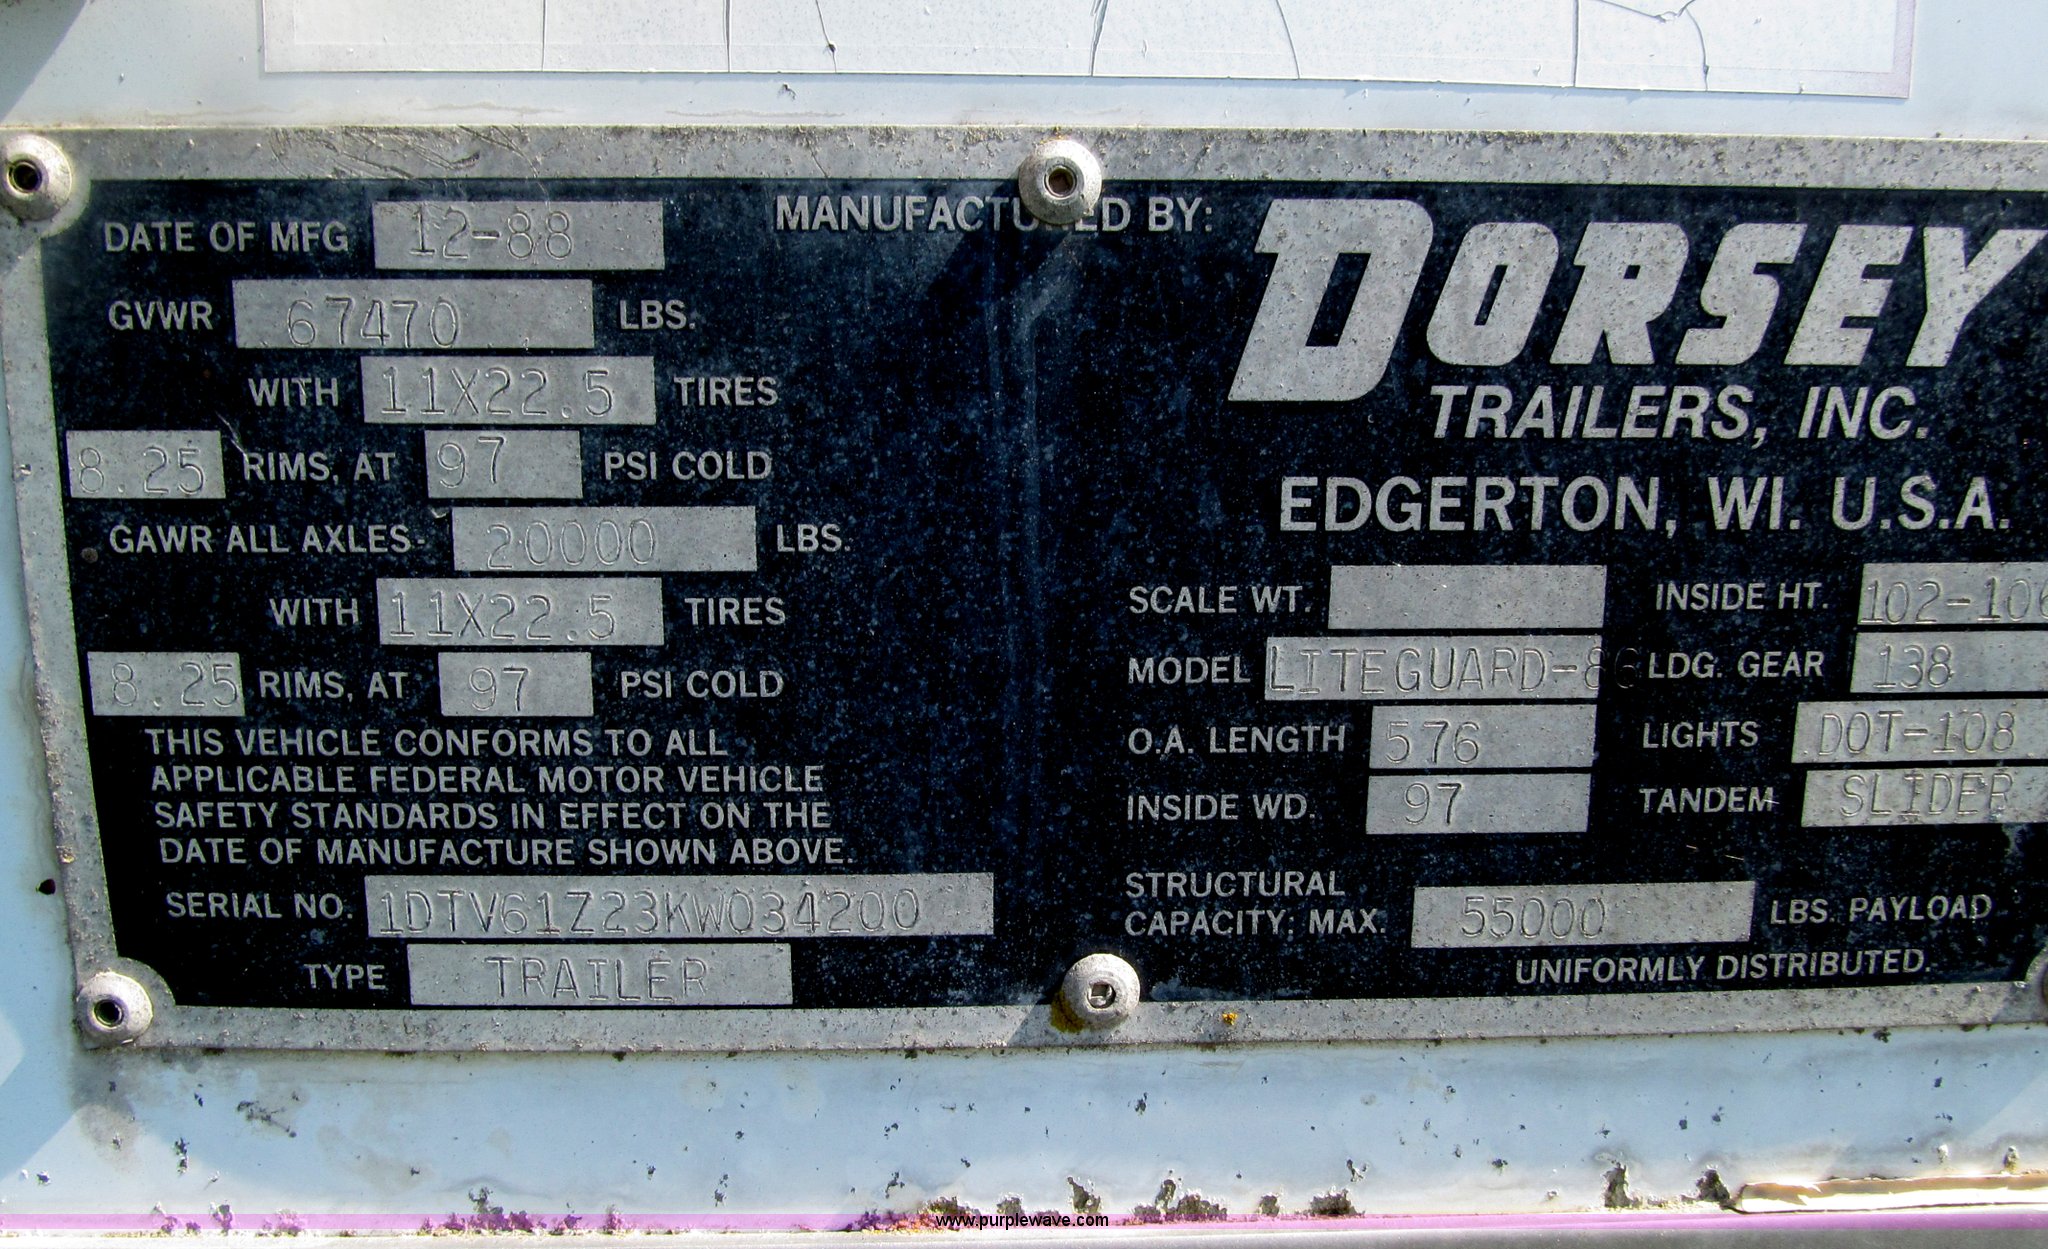 DATE OF MFG 12-88
GVWR 67470 LBS.
WITH 11X22.5 TIRES
8.25 RIMS, AT 97 PSI COLD
GAWR ALL AXLES- 20000 LBS.
WITH 11X22.5 TIRES
8.25 RIMS, AT 97 PSI COLD
THIS VEHICLE CONFORMS TO ALL
APPLICABLE FEDERAL MOTOR VEHICLE
SAFETY STANDARDS IN EFFECT ON THE
DATE OF MANUFACTURE SHOWN ABOVE.
SERIAL NO. 1DTV61Z23KW034200
TYPE TRAILER
MANUFACTURED BY:
DORSEY
TRAILERS, INC.
EDGERTON, WI. U.S.A.
SCALE WT. INSIDE HT. 102-106
MODEL LITEGUARD-86 LDG. GEAR 138
O.A. LENGTH 576 LIGHTS DOT-108
INSIDE WD. 97 TANDEM SLIDER
STRUCTURAL
CAPACITY: MAX. 55000 LBS. PAYLOAD
UNIFORMLY DISTRIBUTED.
www.purplewave.com